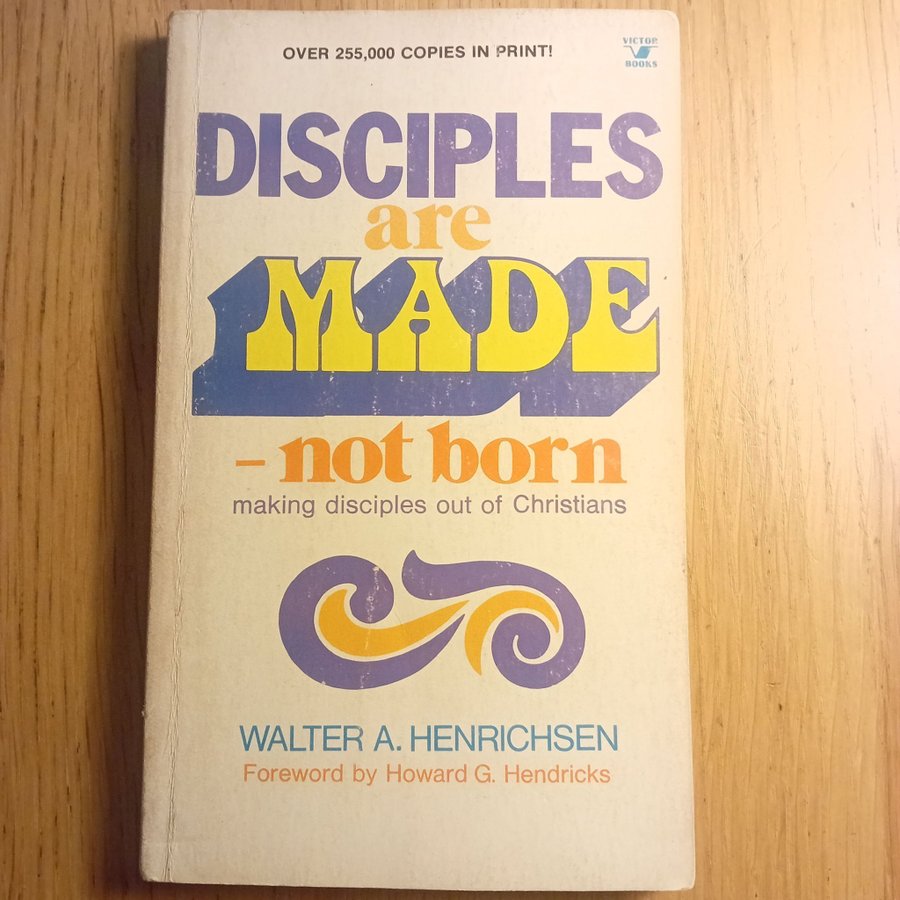 OVER 255,000 COPIES IN PRINT!
VICTOR
BOOKS
DISCIPLES
are
MADE
– not born
making disciples out of Christians
WALTER A. HENRICHSEN
Foreword by Howard G. Hendricks